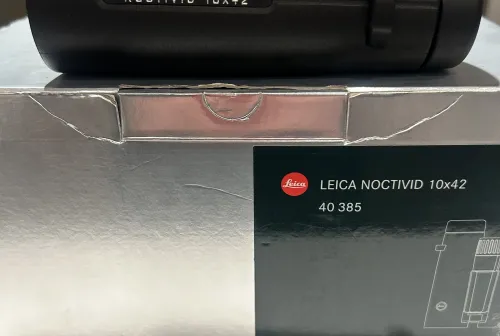 NOCTIVID 10x42
Leica
LEICA NOCTIVID 10x42
40 385